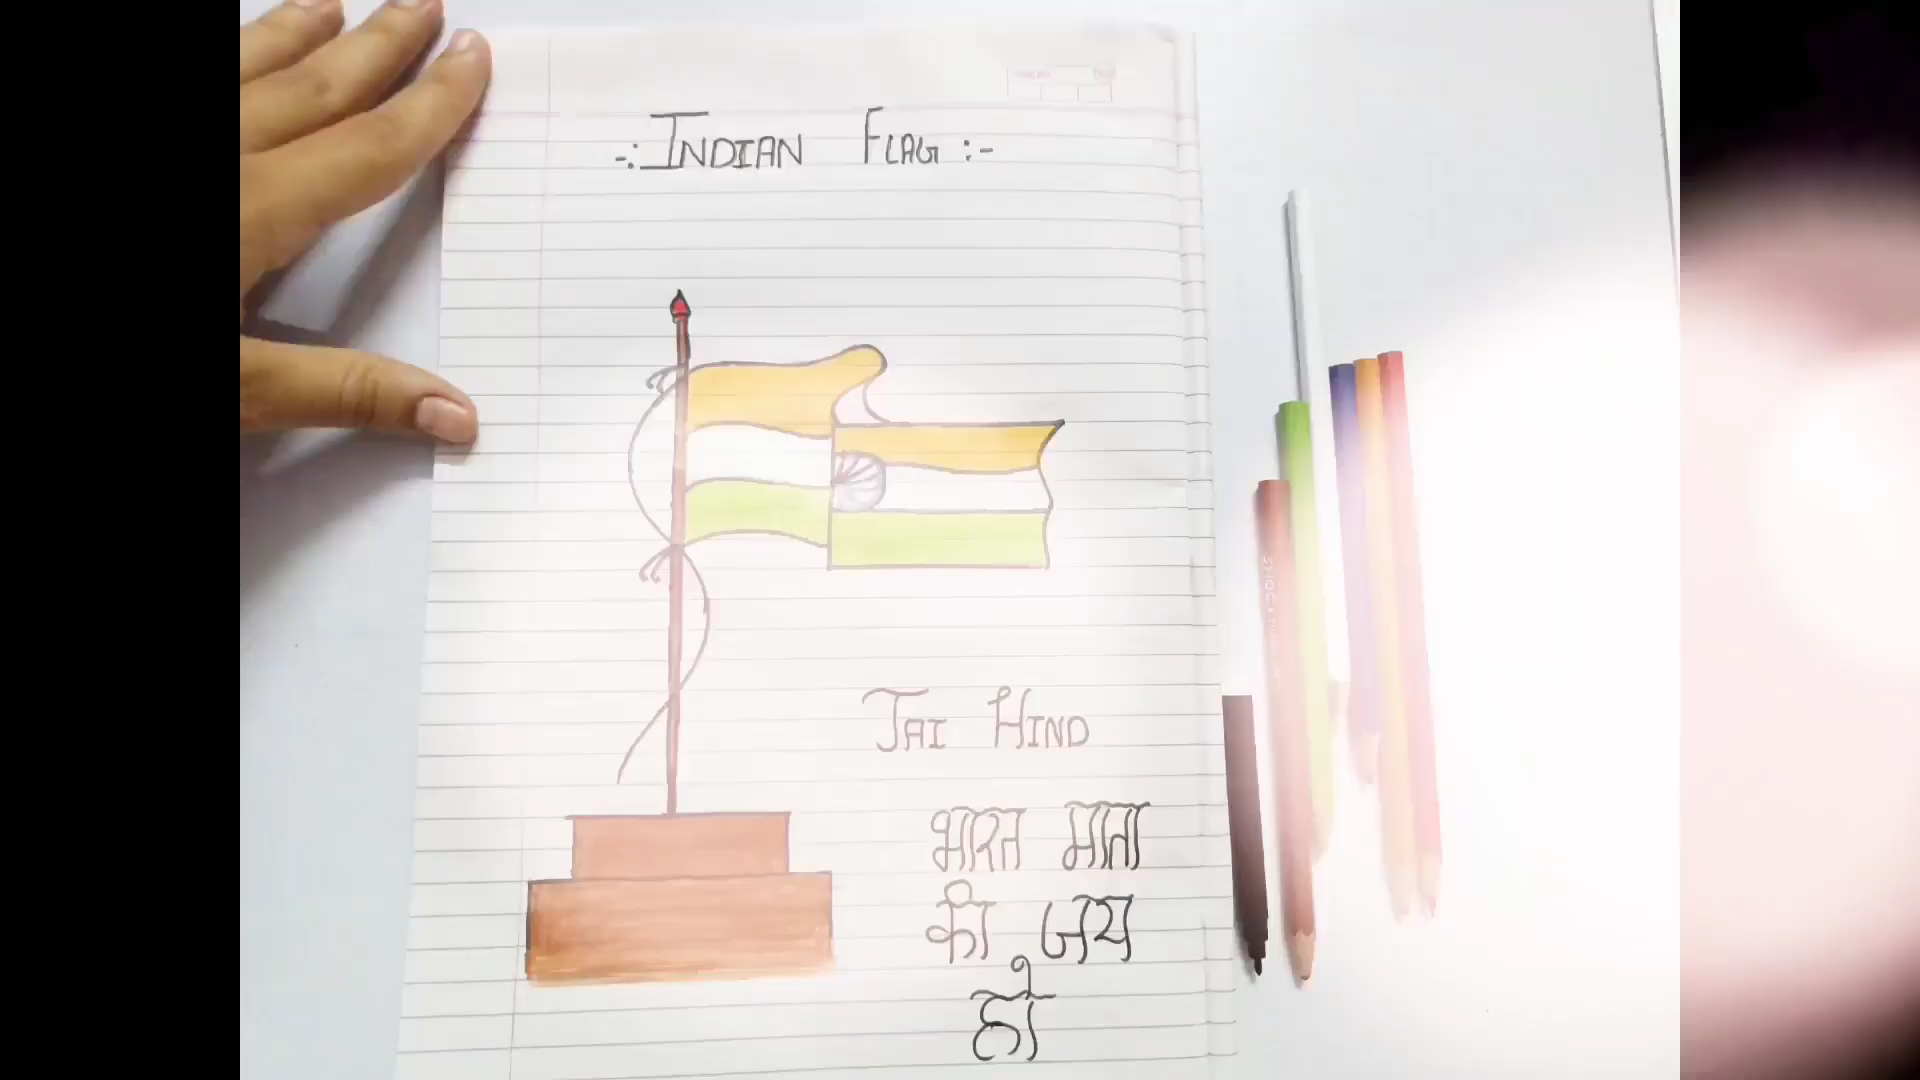 -: INDIAN FLAG :-
JAI HIND
भारत माता
की जय
हो